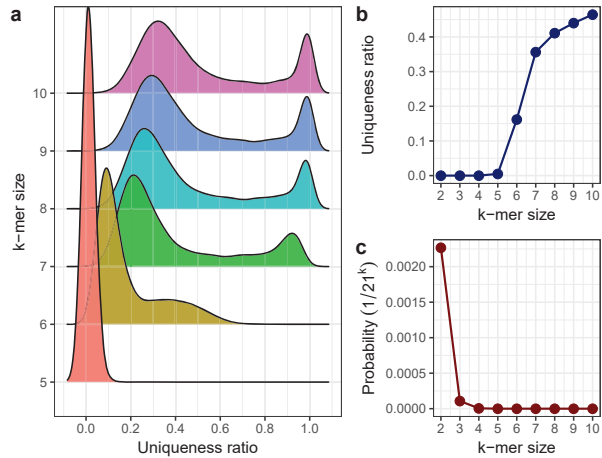 a
k−mer size
10
9
8
7
6
5
0.0 0.2 0.4 0.6 0.8 1.0
Uniqueness ratio
b
Uniqueness ratio
0.4
0.3
0.2
0.1
0.0
2 3 4 5 6 7 8 9 10
k−mer size
c
Probability (1/21^k)
0.0020
0.0015
0.0010
0.0005
0.0000
2 3 4 5 6 7 8 9 10
k−mer size